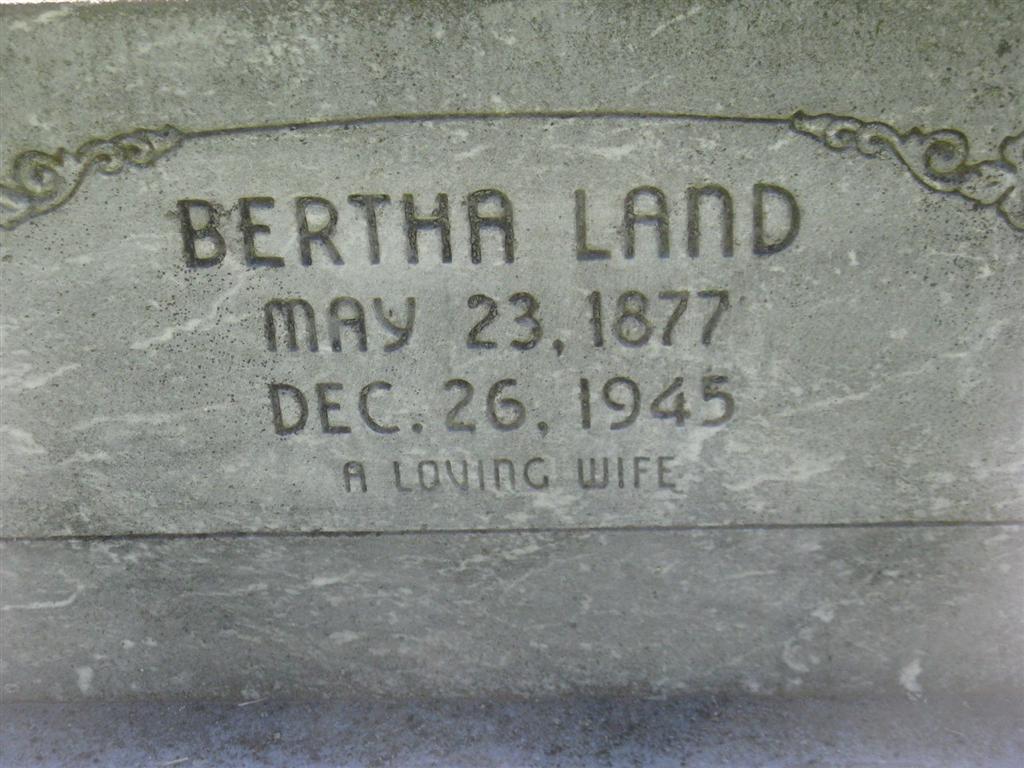 BERTHA LAND
MAY 23, 1877
DEC. 26, 1945
A LOVING WIFE